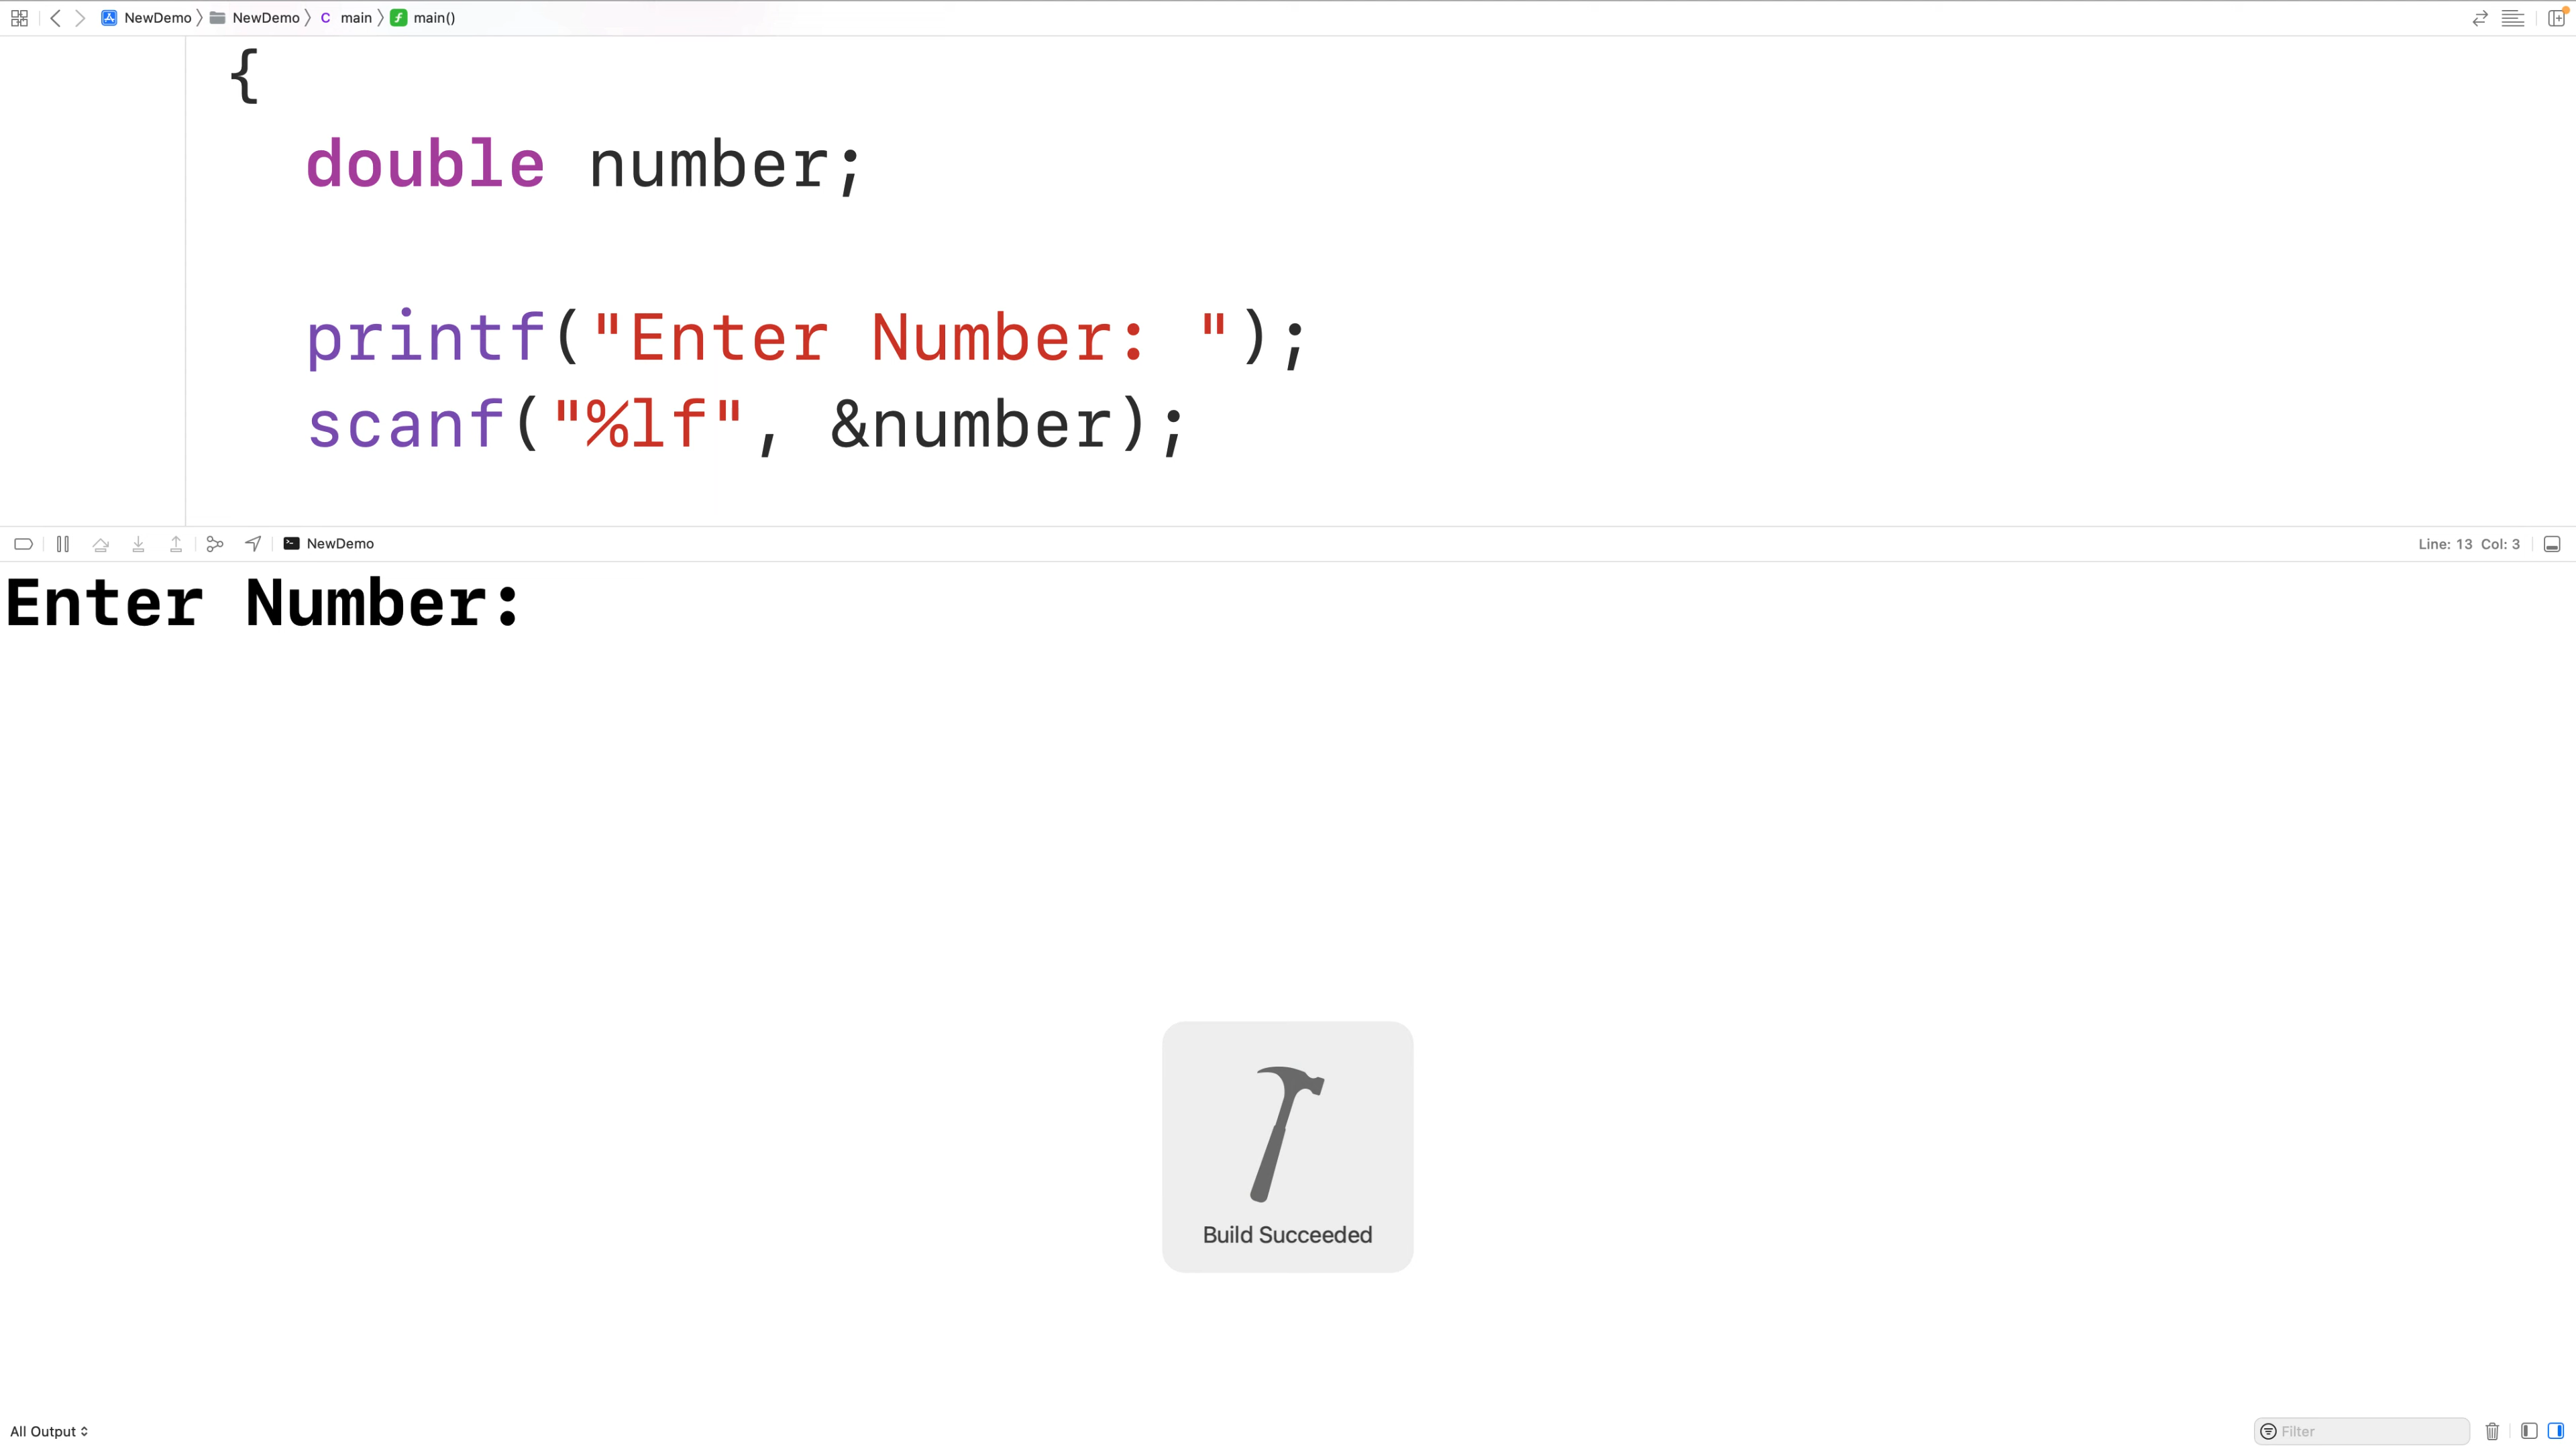 NewDemo NewDemo C main f main()
{
double number;
printf("Enter Number: ");
scanf("%lf", &number);
NewDemo Line: 13 Col: 3
Enter Number:
Build Succeeded
All Output Filter